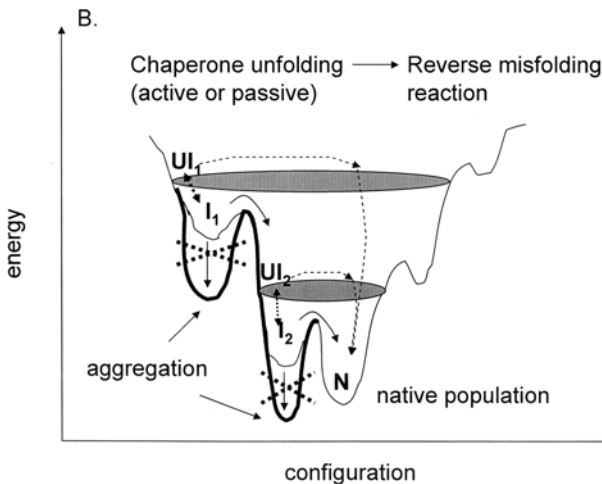 B.
Chaperone unfolding → Reverse misfolding
(active or passive) reaction
UI₁
I₁
energy
UI₂
I₂
aggregation
N
native population
configuration